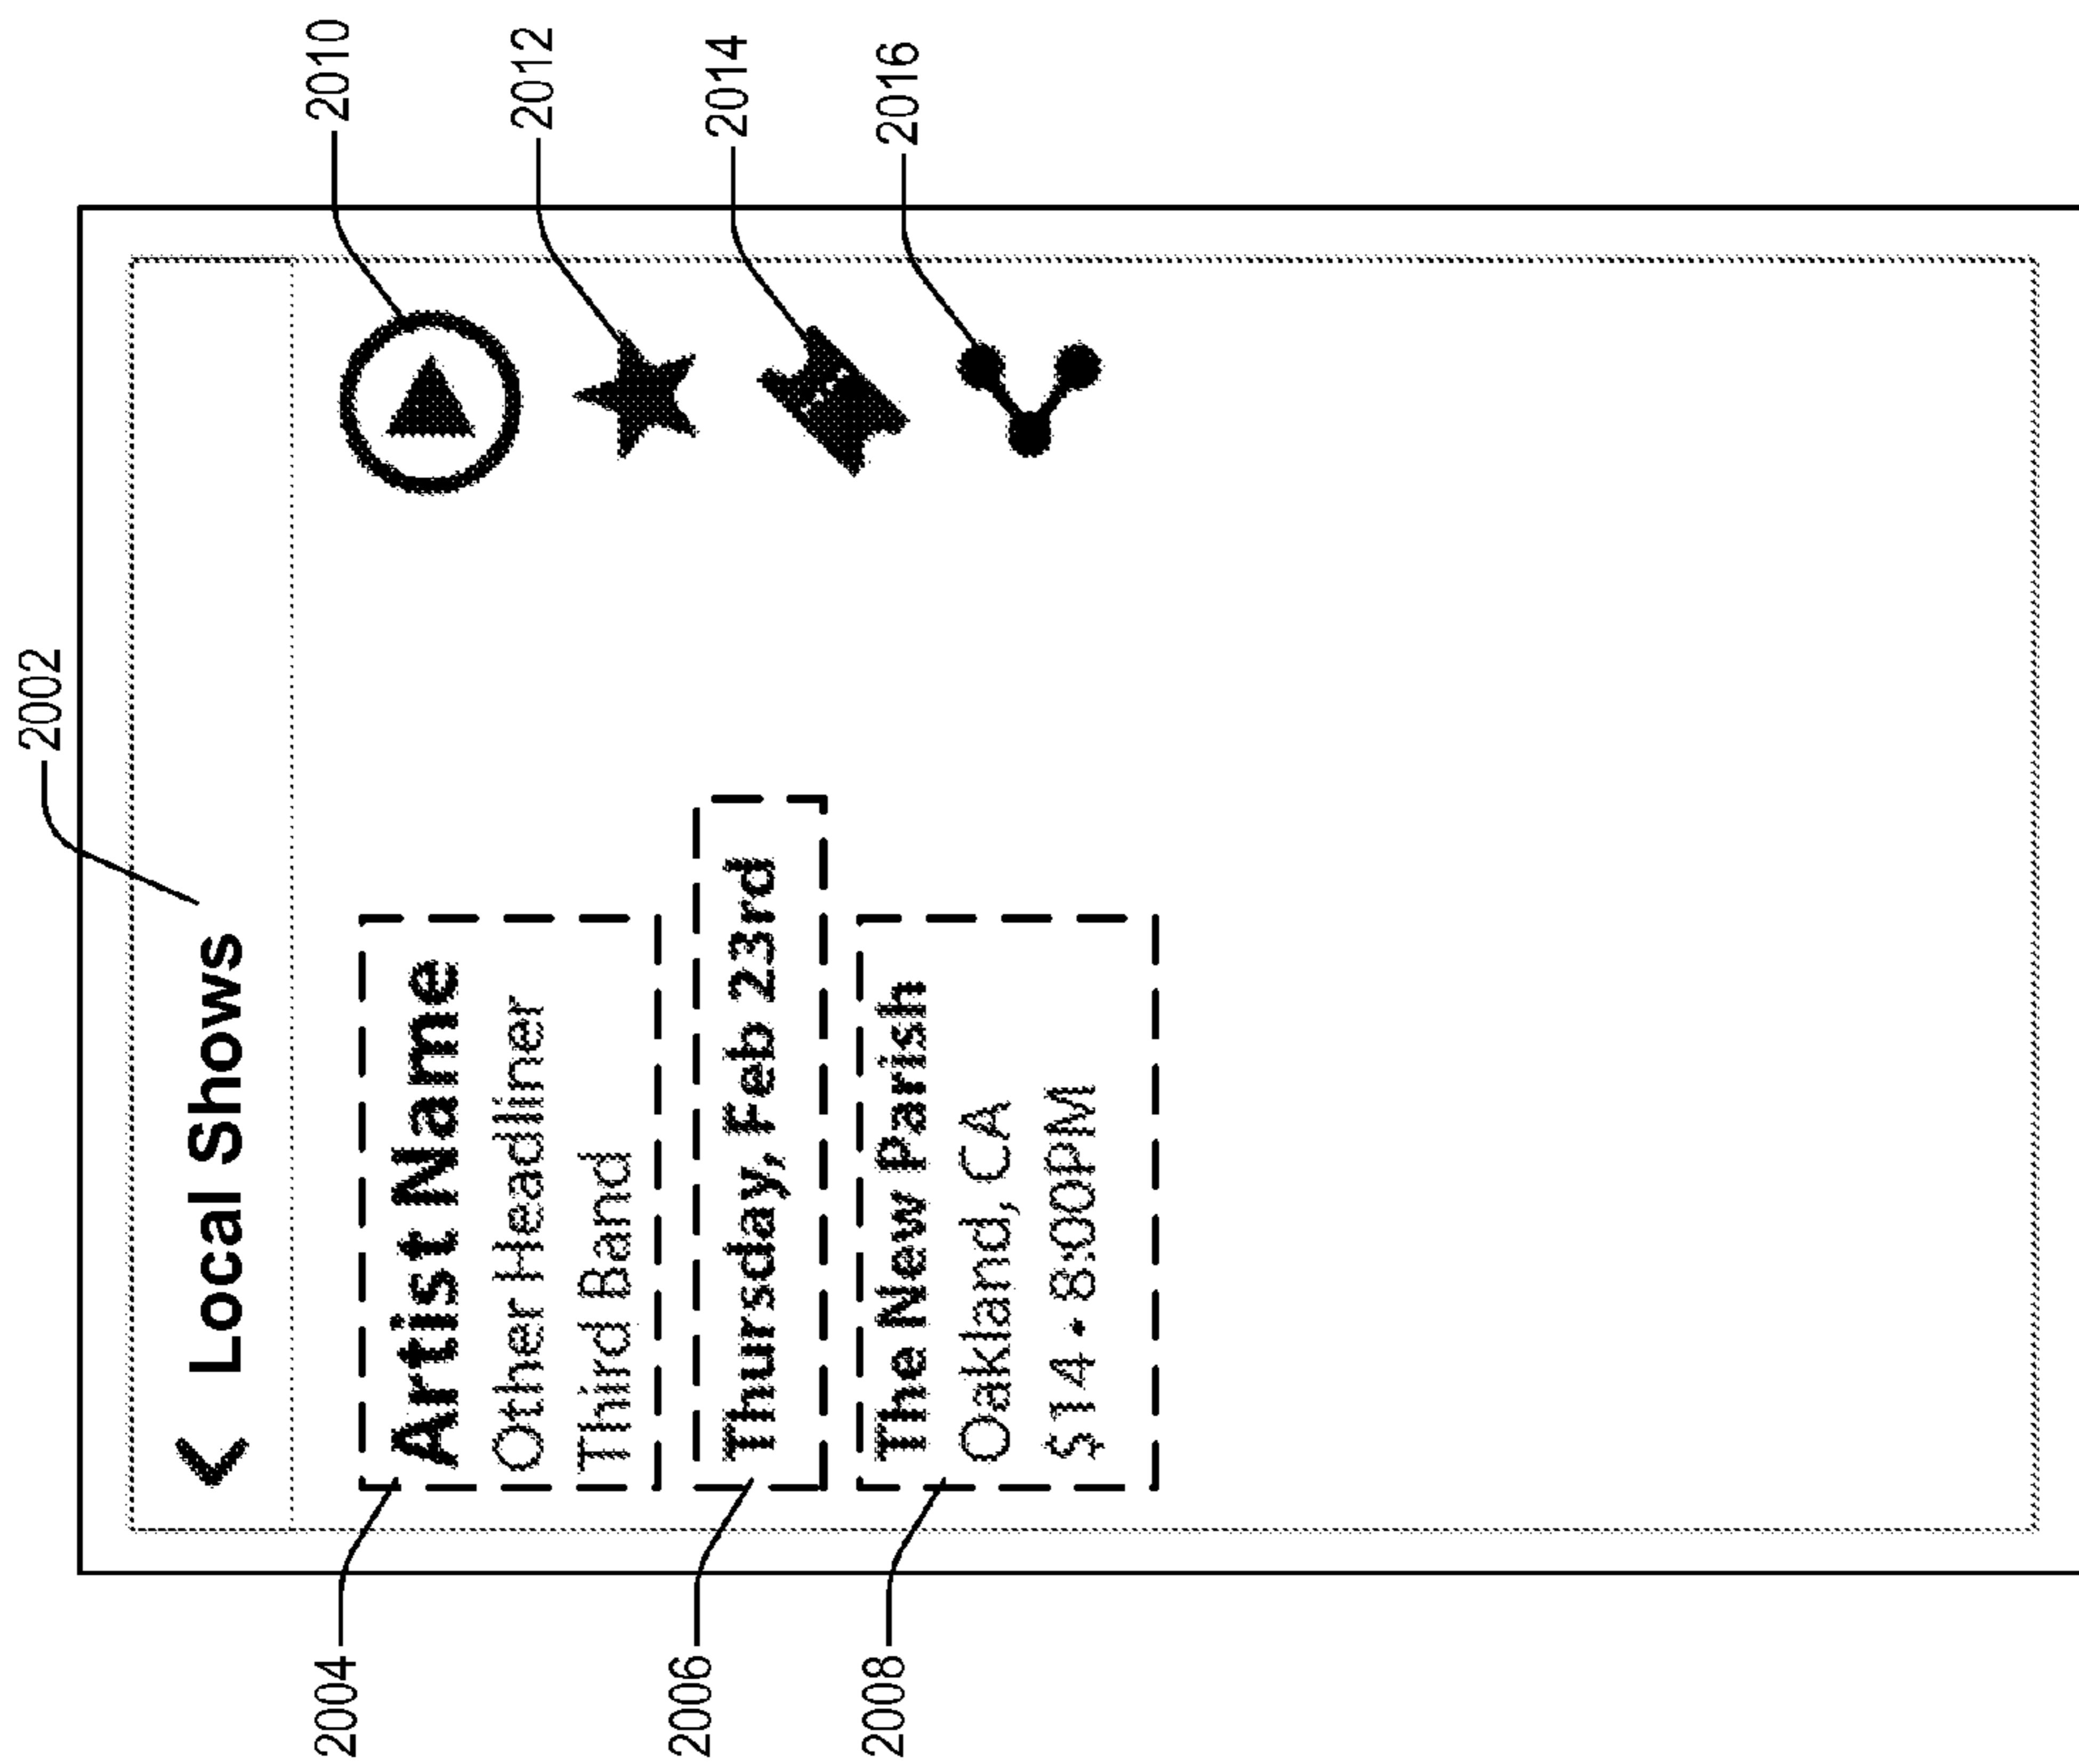 2002
Local Shows
2004
Artist Name
Other Headliner
Third Band
2006
Thursday, Feb 23rd
2008
The New Parish
Oakland, CA
$14 • 8:00PM
2010
2012
2014
2016